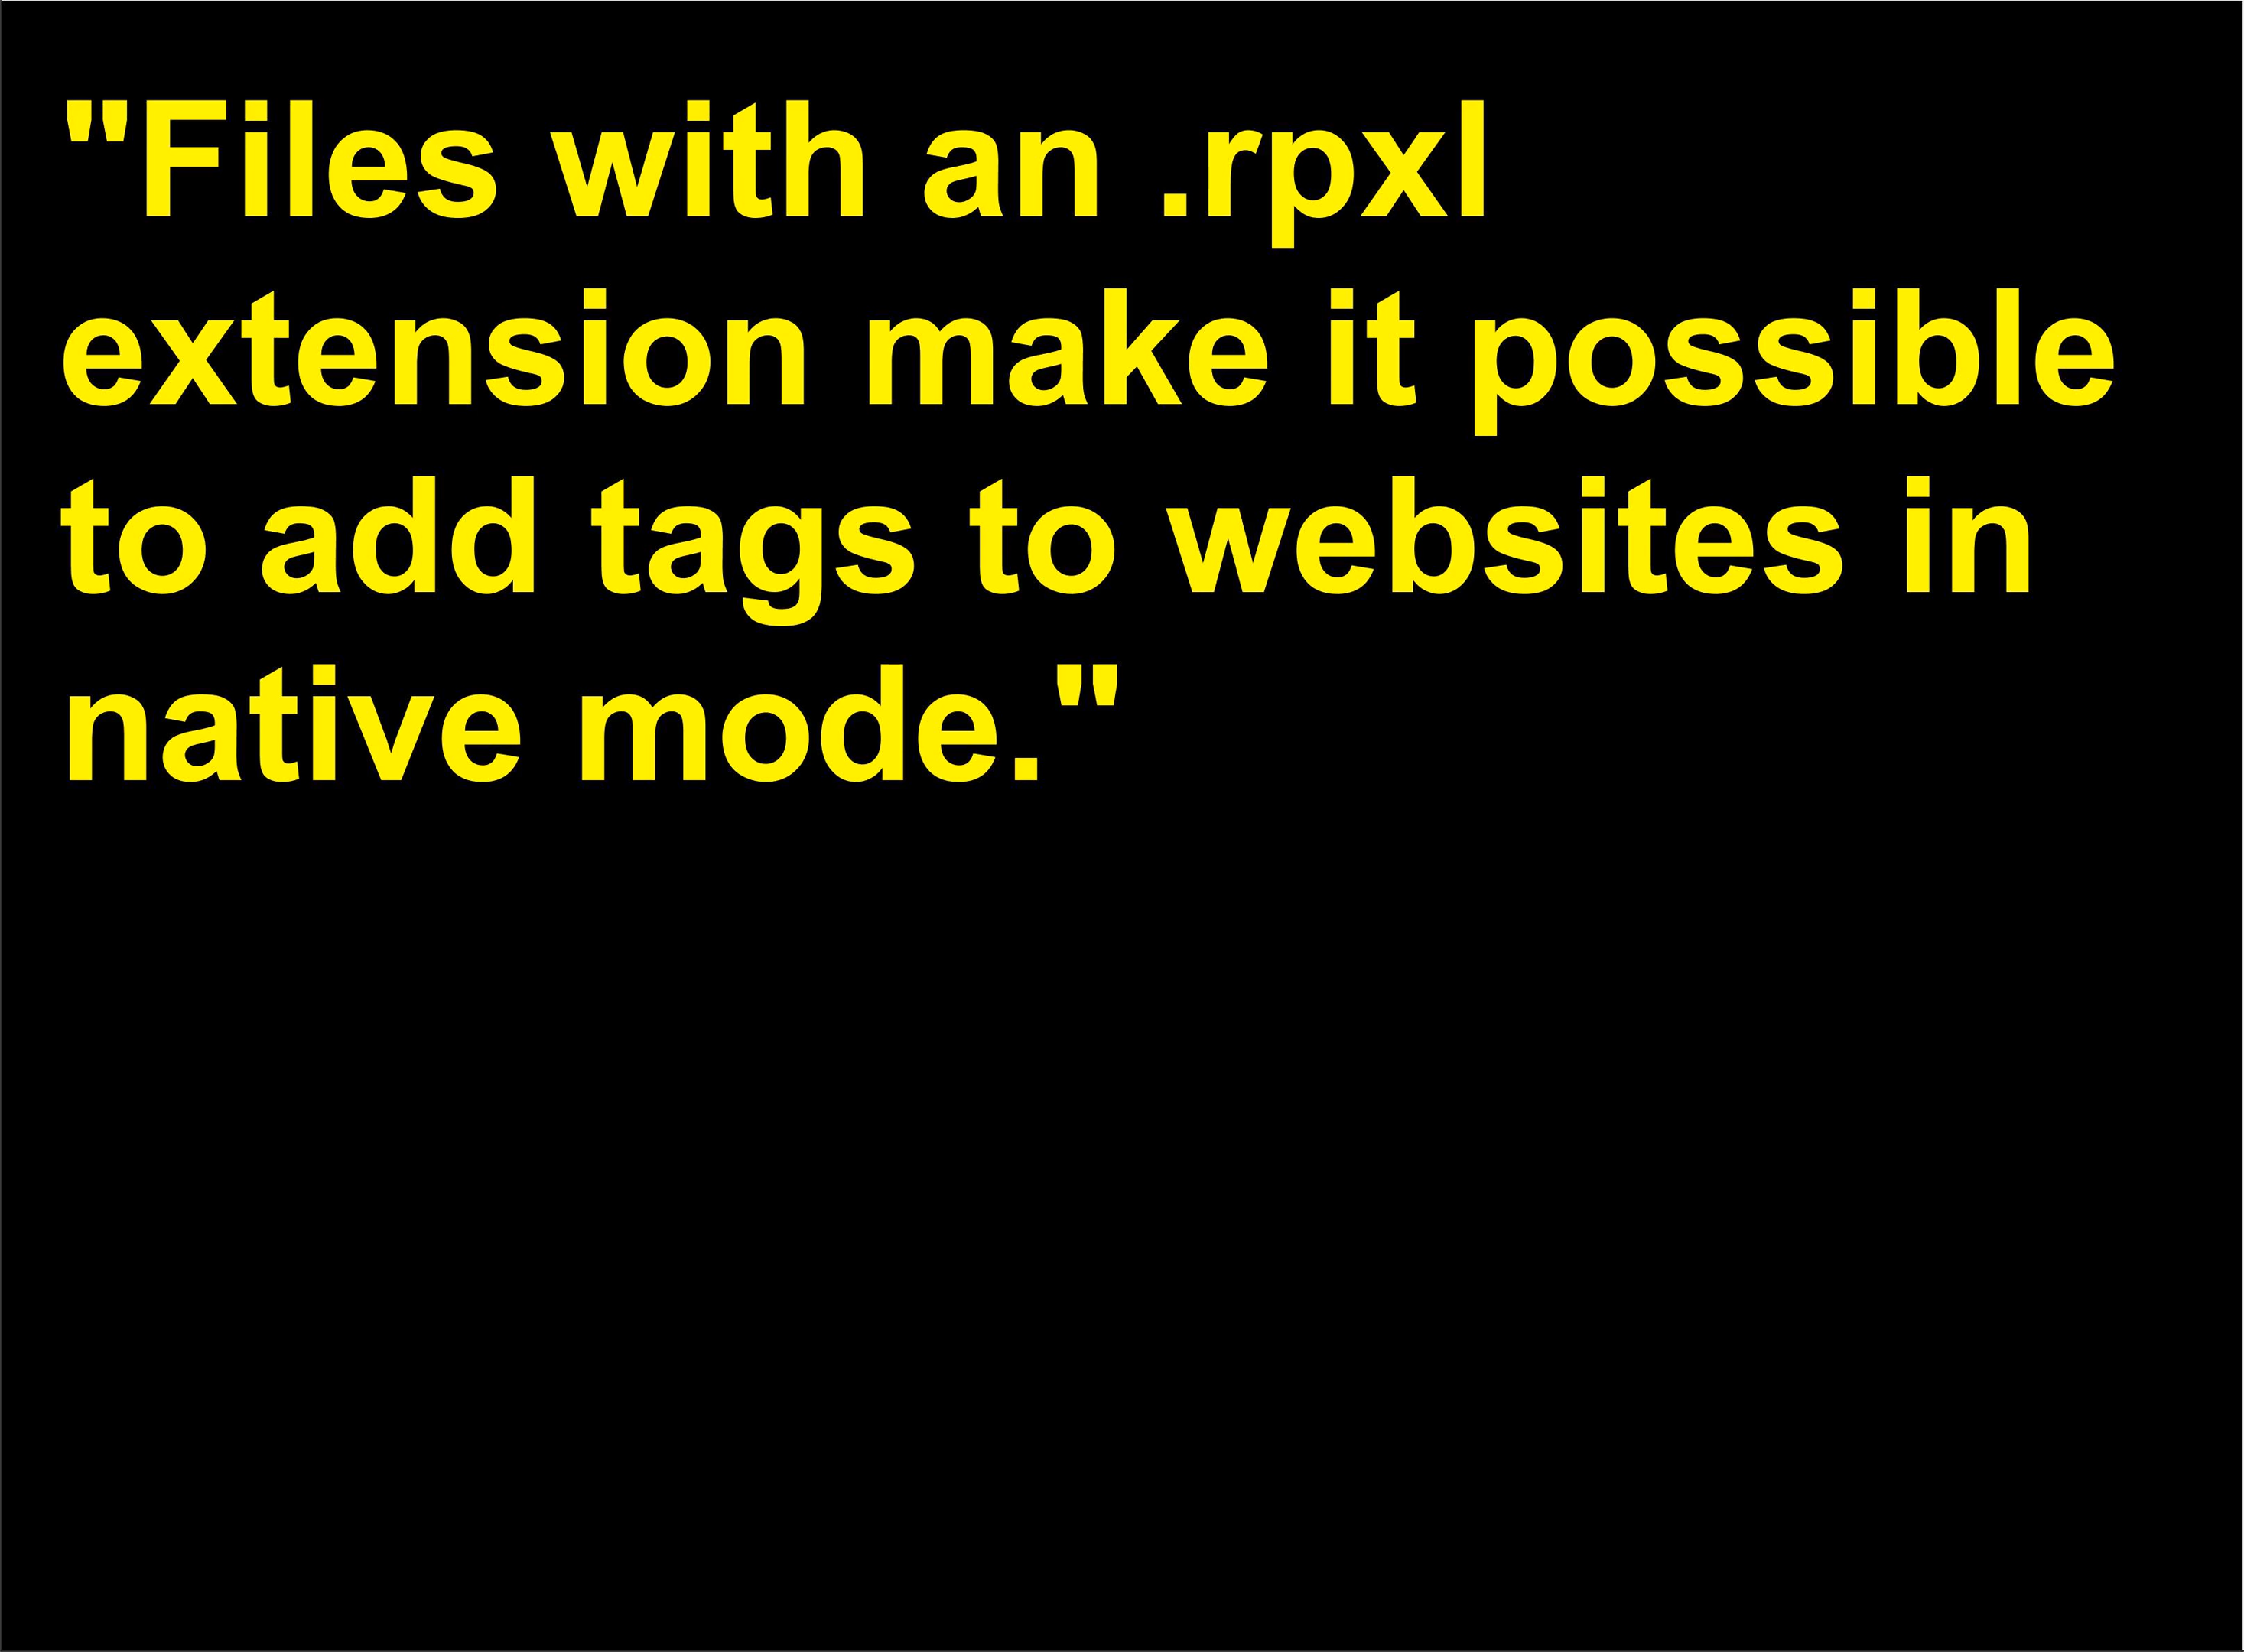 "Files with an .rpxl
extension make it possible
to add tags to websites in
native mode."